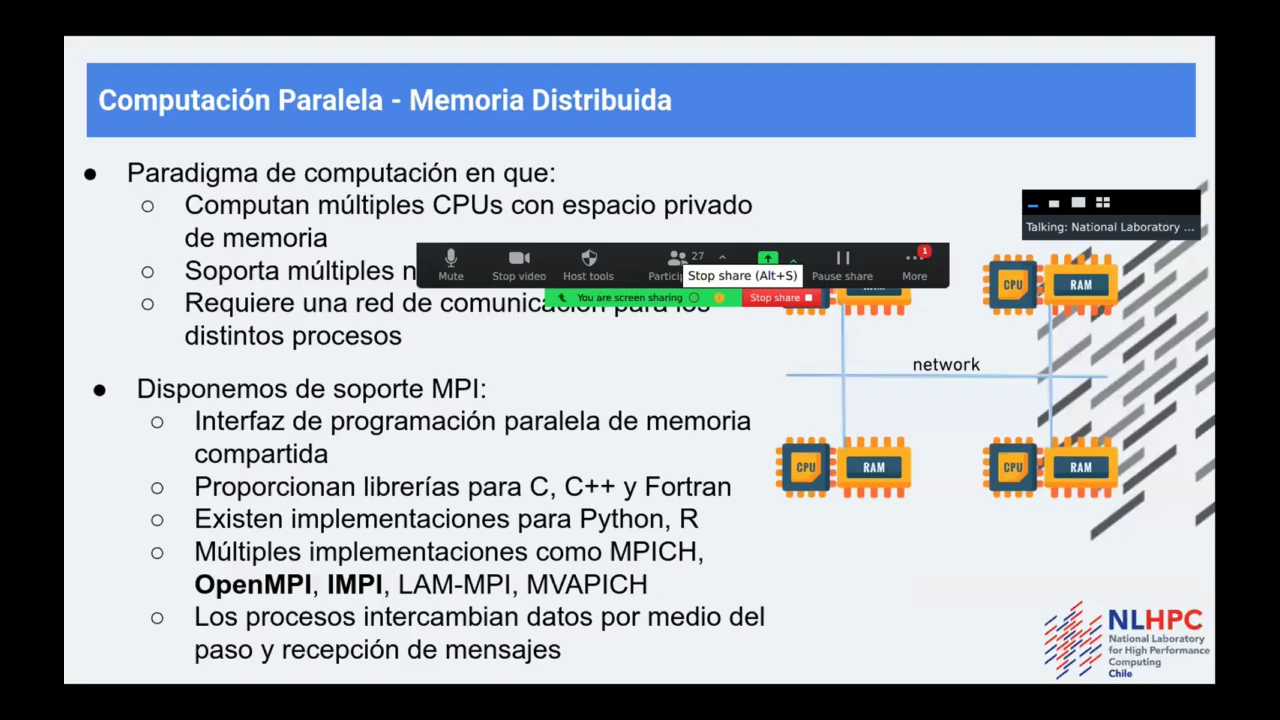 Computación Paralela - Memoria Distribuida
● Paradigma de computación en que:
○ Computan múltiples CPUs con espacio privado
de memoria
○ Soporta múltiples
○ Requiere una red de para los
distintos procesos
Talking: National Laboratory ...
27
1
Mute
Stop video
Host tools
Stop share (Alt+S)
Pause share
More
You are screen sharing
Stop share
CPU
RAM
network
CPU
RAM
CPU
RAM
● Disponemos de soporte MPI:
○ Interfaz de programación paralela de memoria
compartida
○ Proporcionan librerías para C, C++ y Fortran
○ Existen implementaciones para Python, R
○ Múltiples implementaciones como MPICH,
OpenMPI, IMPI, LAM-MPI, MVAPICH
○ Los procesos intercambian datos por medio del
paso y recepción de mensajes
NLHPC
National Laboratory
for High Performance
Computing
Chile